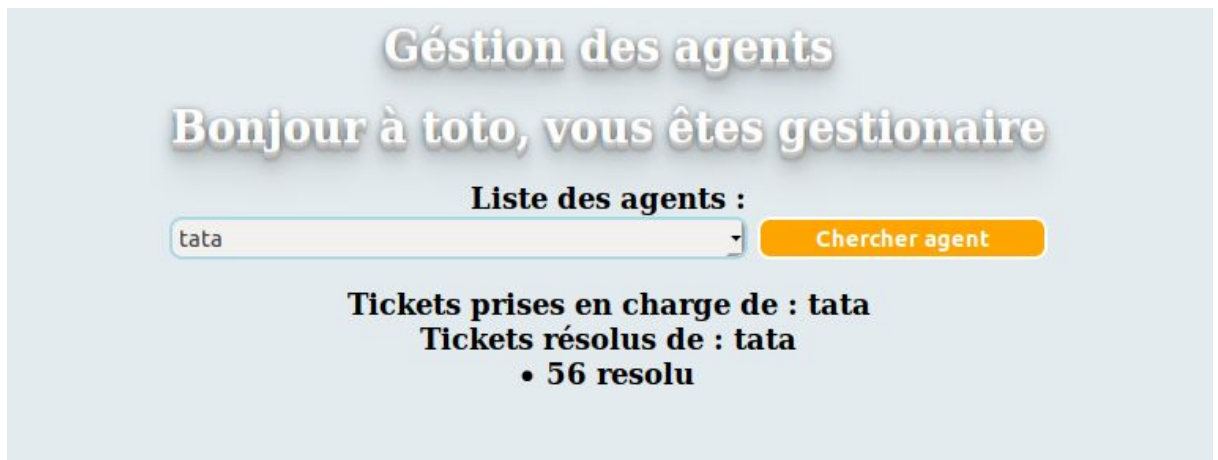 Géstion des agents
Bonjour à toto, vous êtes gestionaire
Liste des agents :
tata
Chercher agent
Tickets prises en charge de : tata
Tickets résolus de : tata
• 56 resolu